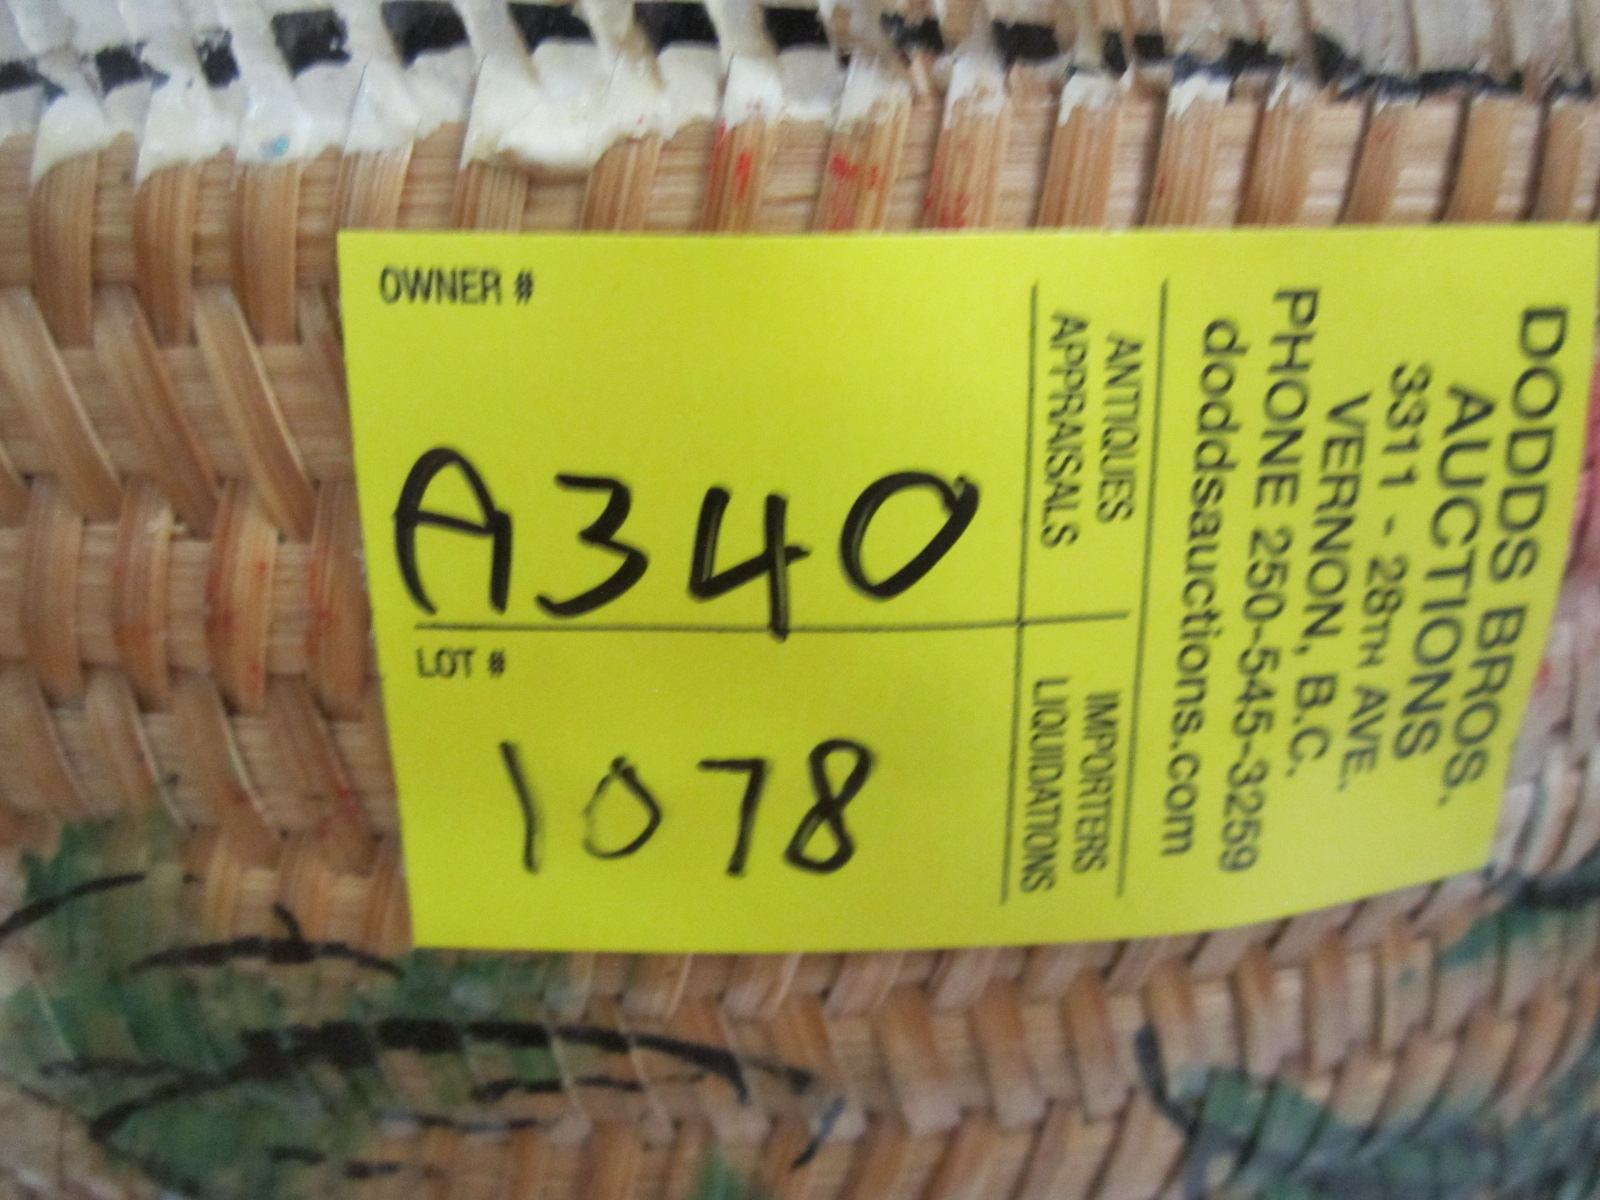 DODDS BROS.
AUCTIONS
3311 - 28TH AVE.
VERNON, B.C.
PHONE 250-545-3259
doddsauctions.com
ANTIQUES
APPRAISALS
IMPORTERS
LIQUIDATIONS
OWNER #
A340
LOT #
1078